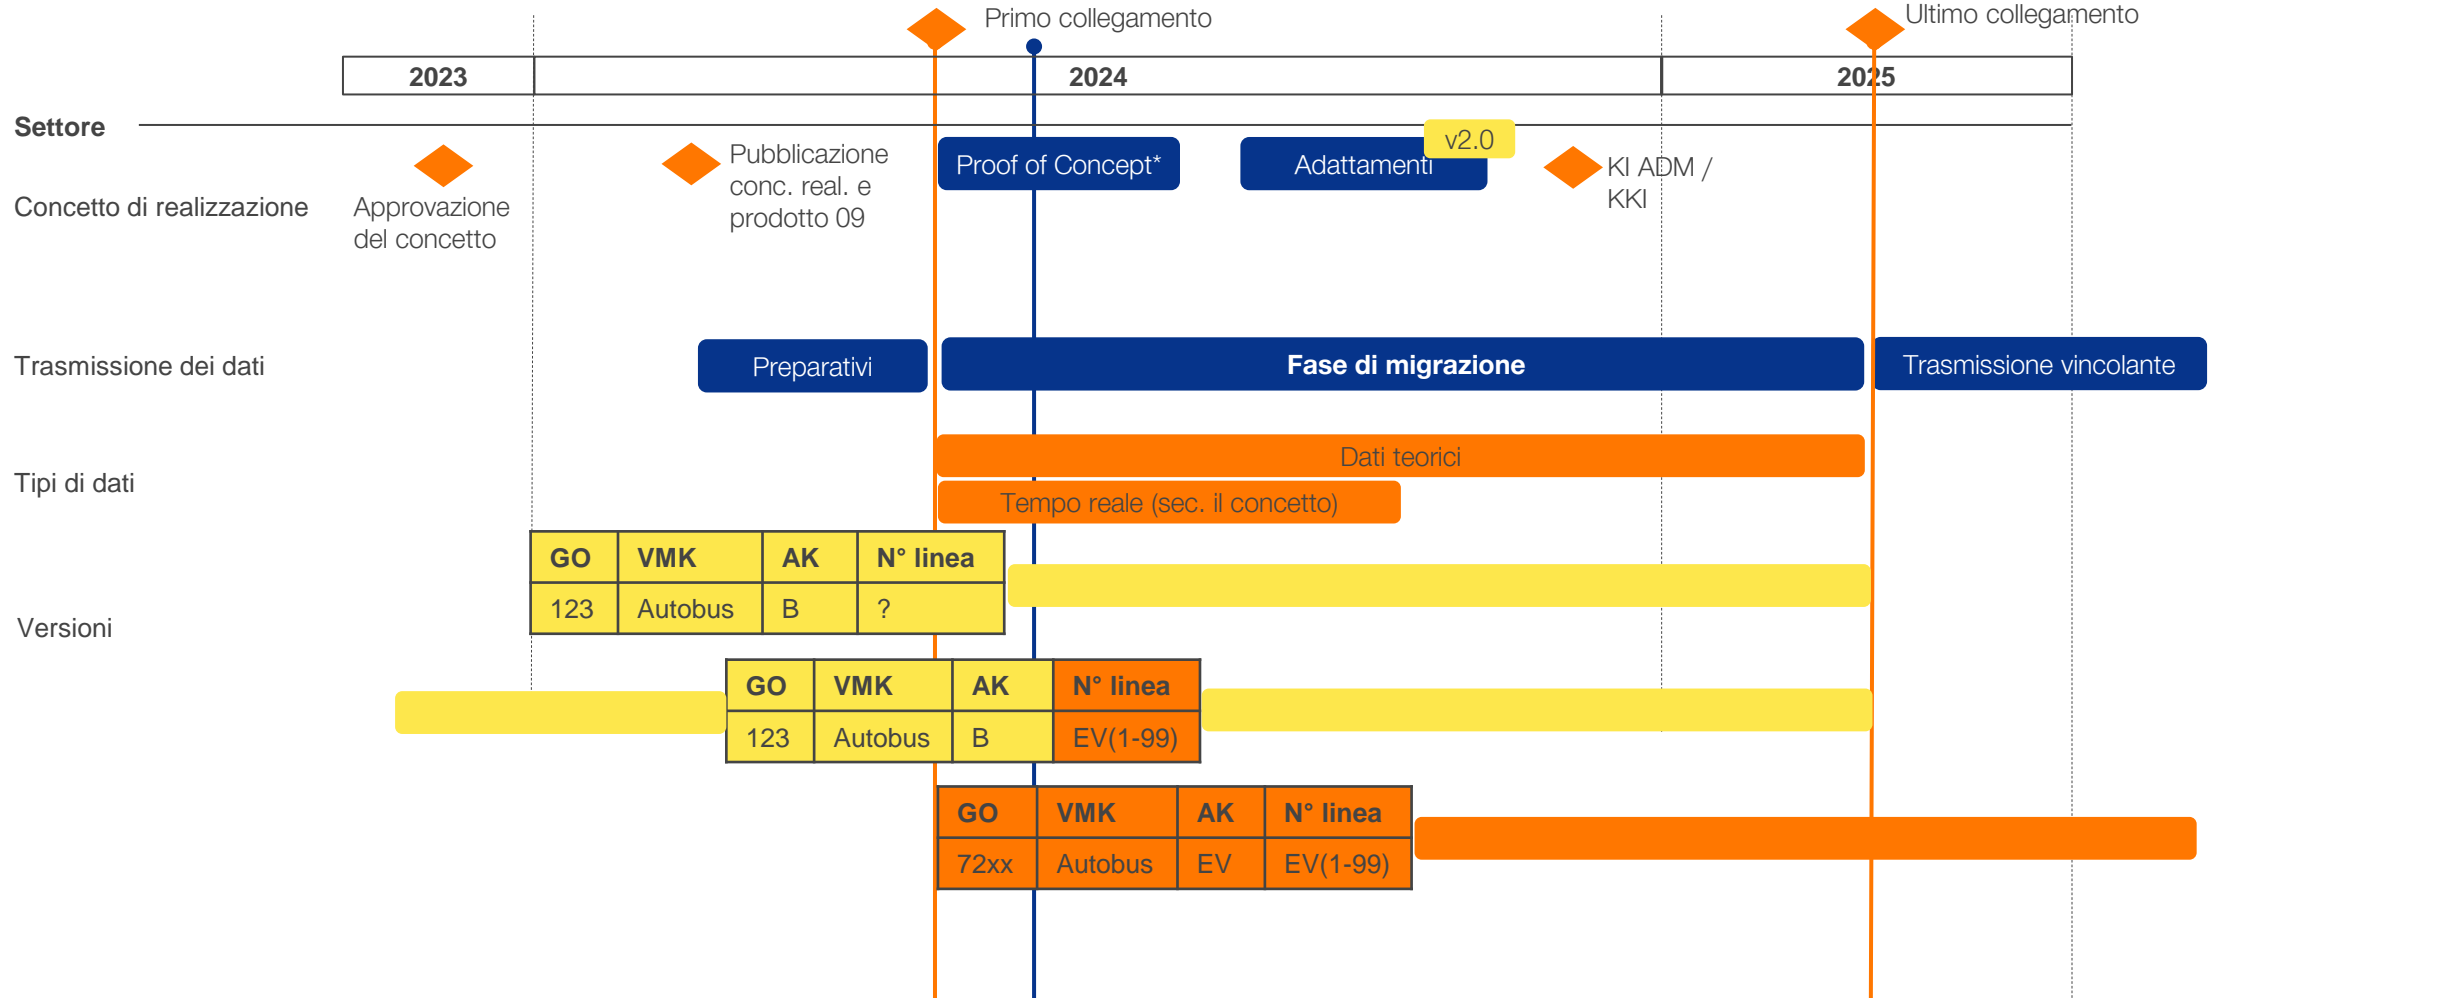 Primo collegamento
Ultimo collegamento
2023
2024
2025
Settore
v2.0
Proof of Concept*
Adattamenti
Pubblicazione
conc. real. e
prodotto 09
KI ADM /
KKI
Concetto di realizzazione
Approvazione
del concetto
Trasmissione dei dati
Preparativi
Fase di migrazione
Trasmissione vincolante
Tipi di dati
Dati teorici
Tempo reale (sec. il concetto)
Versioni
GO VMK AK N° linea
123 Autobus B ?
GO VMK AK N° linea
123 Autobus B EV(1-99)
GO VMK AK N° linea
72xx Autobus EV EV(1-99)